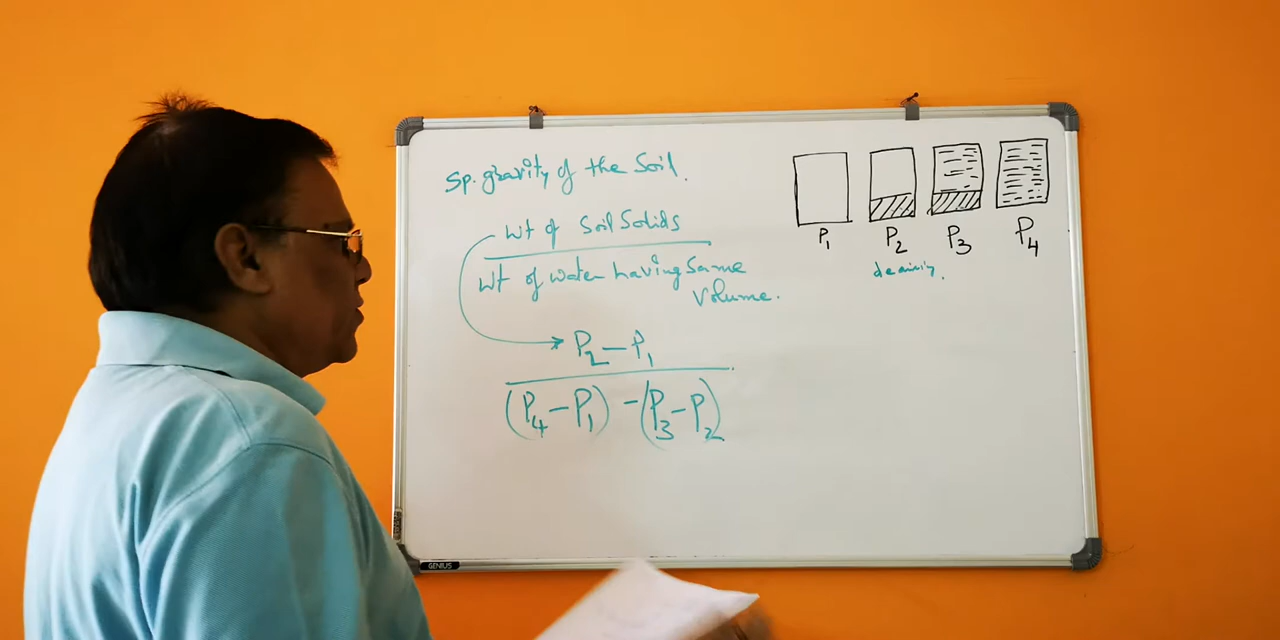 Sp. gravity of the Soil.
Wt of Soil Solids
Wt of water having Same
Volume.
P₂ – P₁
(P₄ – P₁) – (P₃ – P₂)
P₁ P₂ P₃ P₄
GENIUS